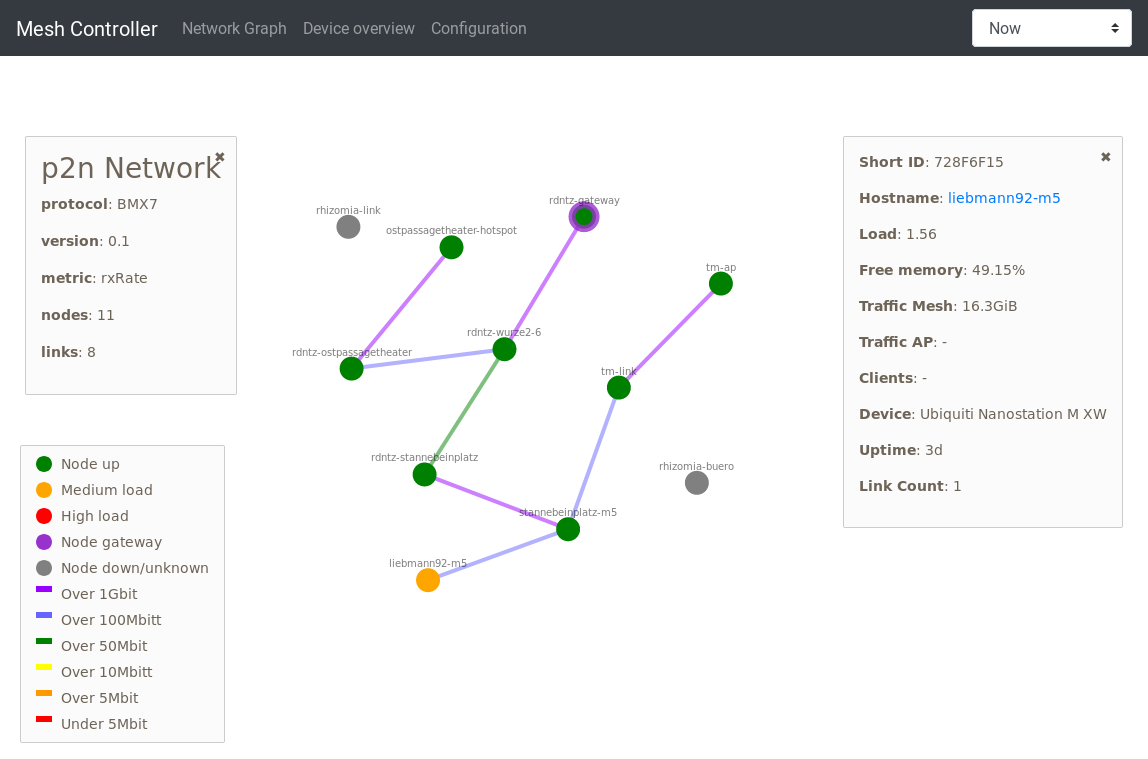 Mesh Controller
Network Graph
Device overview
Configuration
Now
p2n Network
✖
protocol: BMX7
version: 0.1
metric: rxRate
nodes: 11
links: 8
Node up
Medium load
High load
Node gateway
Node down/unknown
Over 1Gbit
Over 100Mbitt
Over 50Mbit
Over 10Mbitt
Over 5Mbit
Under 5Mbit
rhizomia-link
ostpassagetheater-hotspot
rdntz-gateway
tm-ap
rdntz-wurze2-6
rdntz-ostpassagetheater
tm-link
rdntz-stannebeinplatz
rhizomia-buero
stannebeinplatz-m5
liebmann92-m5
✖
Short ID: 728F6F15
Hostname: liebmann92-m5
Load: 1.56
Free memory: 49.15%
Traffic Mesh: 16.3GiB
Traffic AP: -
Clients: -
Device: Ubiquiti Nanostation M XW
Uptime: 3d
Link Count: 1